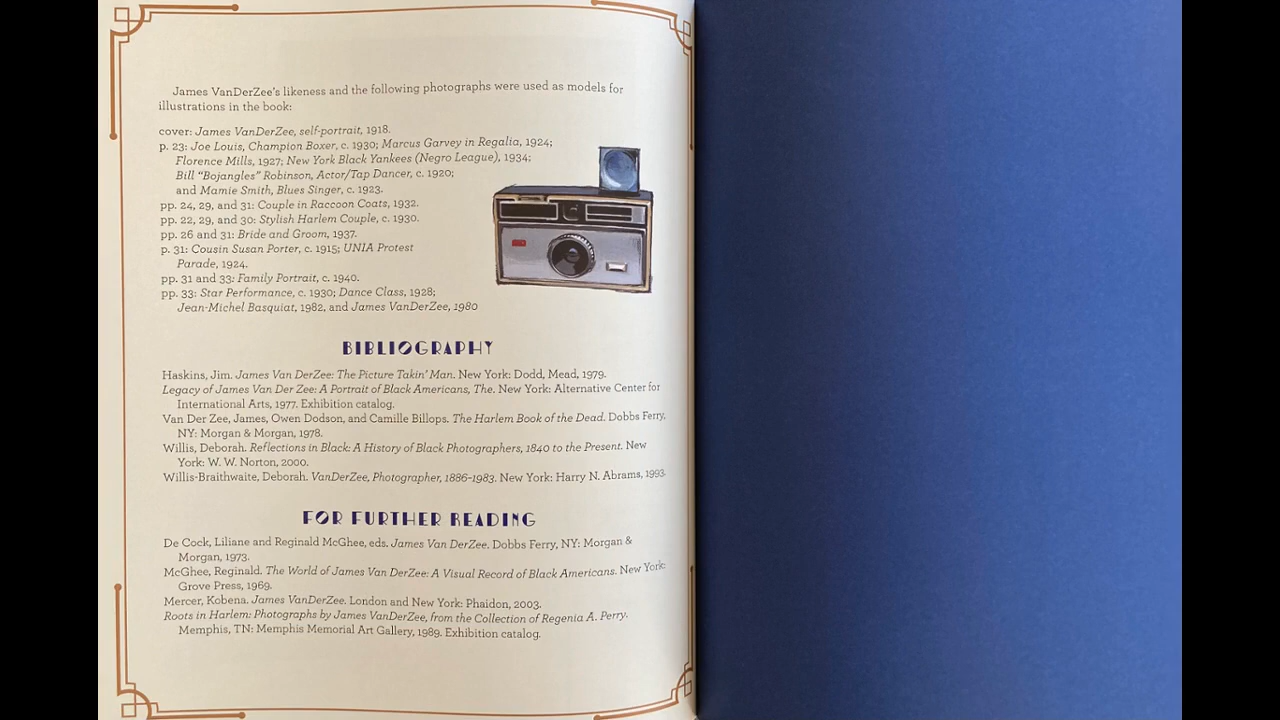 James VanDerZee's likeness and the following photographs were used as models for
illustrations in the book:
cover: James VanDerZee, self-portrait, 1918.
p. 23: Joe Louis, Champion Boxer, c. 1930; Marcus Garvey in Regalia, 1924;
Florence Mills, 1927; New York Black Yankees (Negro League), 1934;
Bill "Bojangles" Robinson, Actor/Tap Dancer, c. 1920;
and Mamie Smith, Blues Singer, c. 1923.
pp. 24, 29, and 31: Couple in Raccoon Coats, 1932.
pp. 22, 29, and 30: Stylish Harlem Couple, c. 1930.
pp. 26 and 31: Bride and Groom, 1937.
p. 31: Cousin Susan Porter, c. 1915; UNIA Protest
Parade, 1924.
pp. 31 and 33: Family Portrait, c. 1940.
pp. 33: Star Performance, c. 1930; Dance Class, 1928;
Jean-Michel Basquiat, 1982, and James VanDerZee, 1980
BIBLIOGRAPHY
Haskins, Jim. James Van DerZee: The Picture Takin' Man. New York: Dodd, Mead, 1979.
Legacy of James Van Der Zee: A Portrait of Black Americans, The. New York: Alternative Center for
International Arts, 1977. Exhibition catalog.
Van Der Zee, James, Owen Dodson, and Camille Billops. The Harlem Book of the Dead. Dobbs Ferry,
NY: Morgan & Morgan, 1978.
Willis, Deborah. Reflections in Black: A History of Black Photographers, 1840 to the Present. New
York: W. W. Norton, 2000.
Willis-Braithwaite, Deborah. VanDerZee, Photographer, 1886-1983. New York: Harry N. Abrams, 1993.
FOR FURTHER READING
De Cock, Liliane and Reginald McGhee, eds. James Van DerZee. Dobbs Ferry, NY: Morgan &
Morgan, 1973.
McGhee, Reginald. The World of James Van DerZee: A Visual Record of Black Americans. New York:
Grove Press, 1969.
Mercer, Kobena. James VanDerZee. London and New York: Phaidon, 2003.
Roots in Harlem: Photographs by James VanDerZee, from the Collection of Regenia A. Perry.
Memphis, TN: Memphis Memorial Art Gallery, 1989. Exhibition catalog.